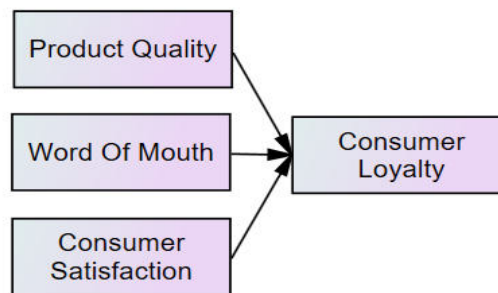 Product Quality
Word Of Mouth
Consumer
Loyalty
Consumer
Satisfaction